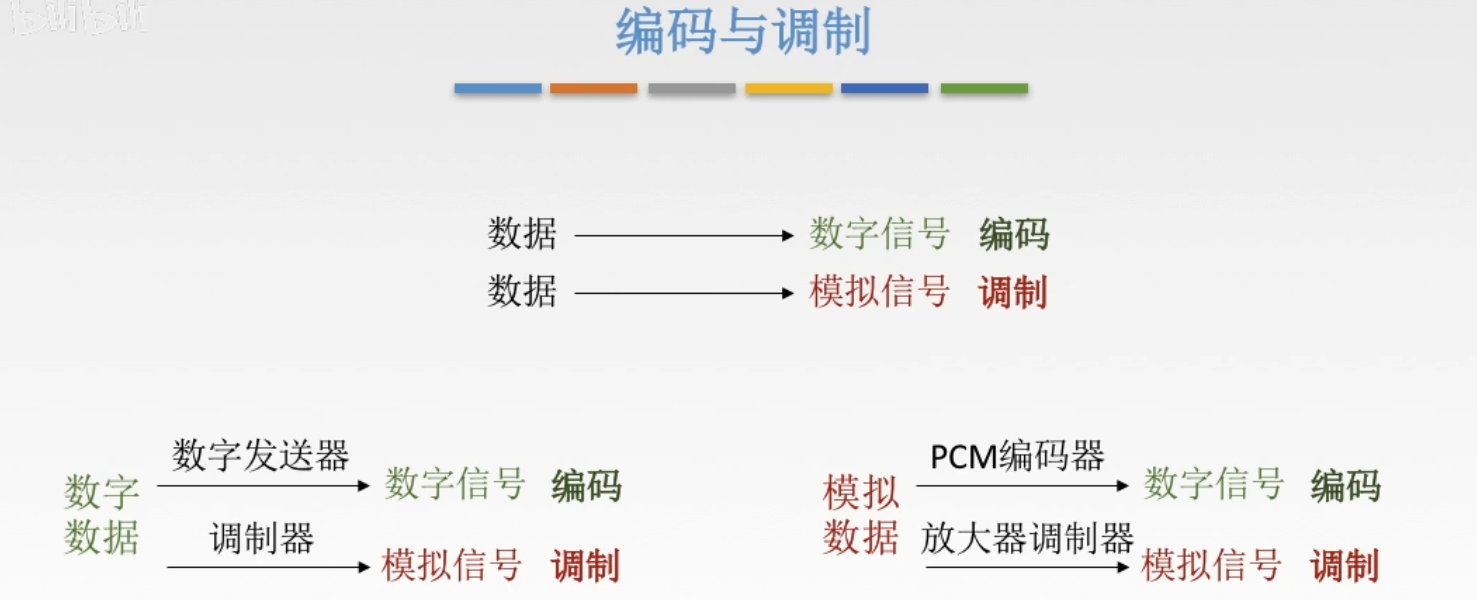 bilibili
编码与调制
数据 数字信号 编码
数据 模拟信号 调制
数字发送器
数字数据
数字信号 编码
调制器
模拟信号 调制
PCM编码器
模拟数据
数字信号 编码
放大器调制器
模拟信号 调制